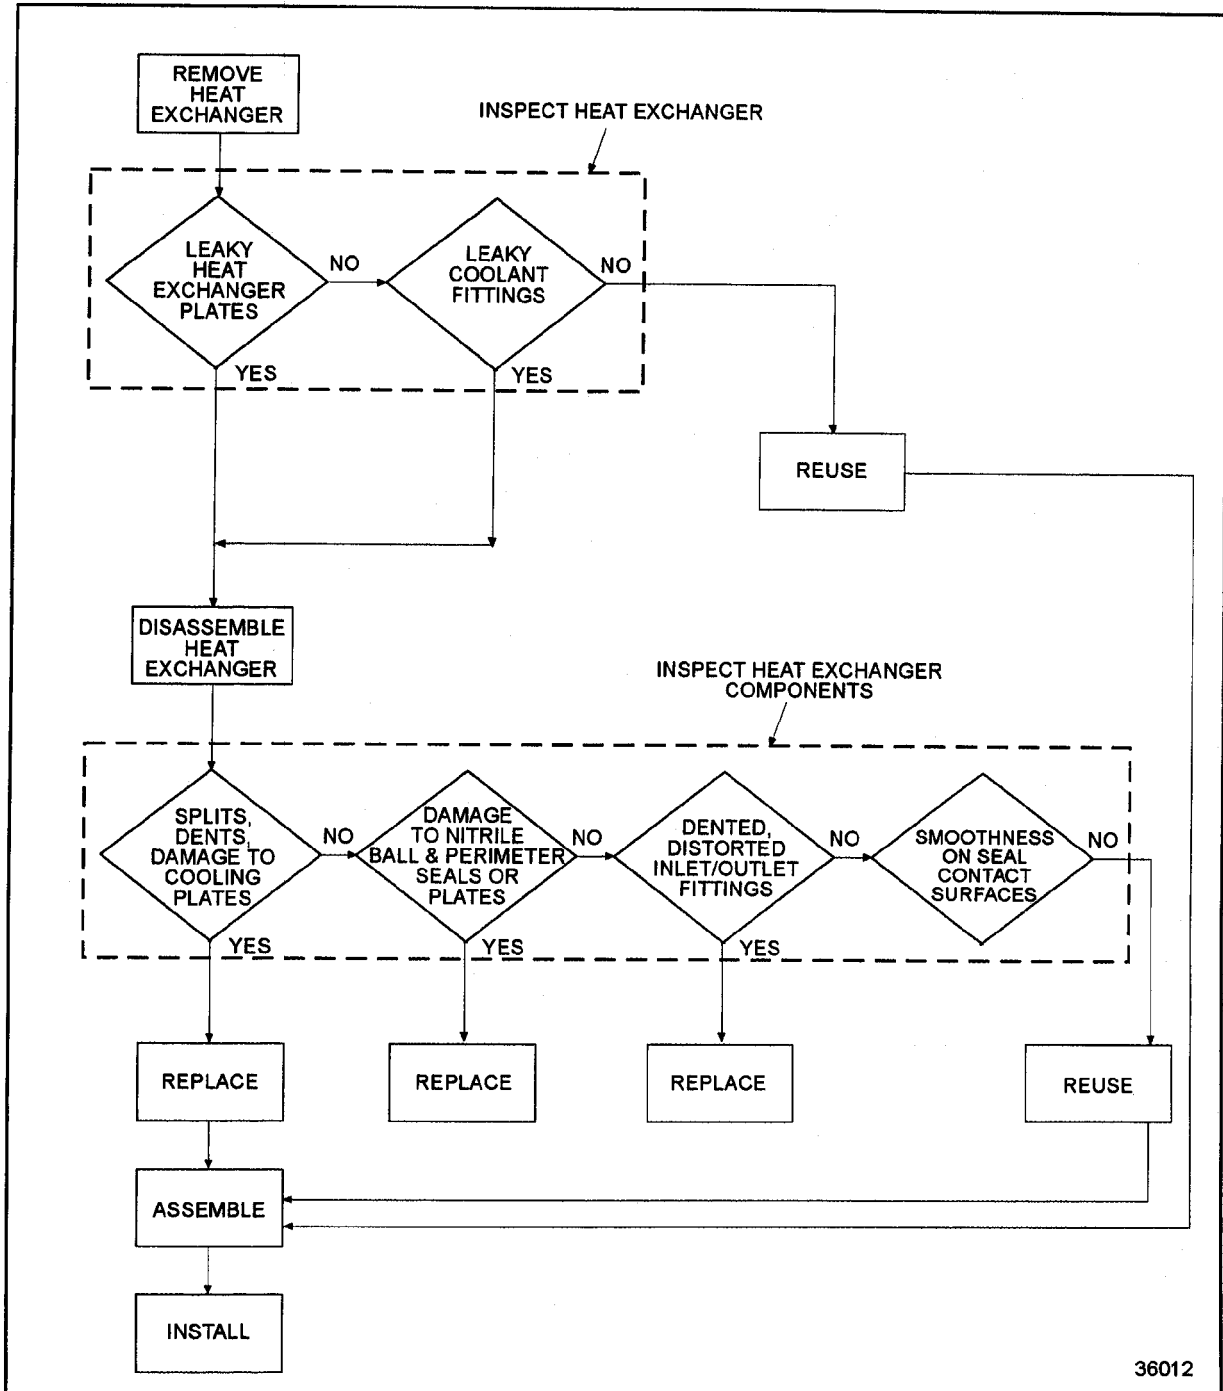 REMOVE
HEAT
EXCHANGER
INSPECT HEAT EXCHANGER
LEAKY
HEAT
EXCHANGER
PLATES
NO
LEAKY
COOLANT
FITTINGS
NO
YES
YES
REUSE
DISASSEMBLE
HEAT
EXCHANGER
INSPECT HEAT EXCHANGER
COMPONENTS
SPLITS,
DENTS,
DAMAGE TO
COOLING
PLATES
NO
DAMAGE
TO NITRILE
BALL & PERIMETER
SEALS OR
PLATES
NO
DENTED,
DISTORTED
INLET/OUTLET
FITTINGS
NO
SMOOTHNESS
ON SEAL
CONTACT
SURFACES
NO
YES
YES
YES
REPLACE
REPLACE
REPLACE
REUSE
ASSEMBLE
INSTALL
36012